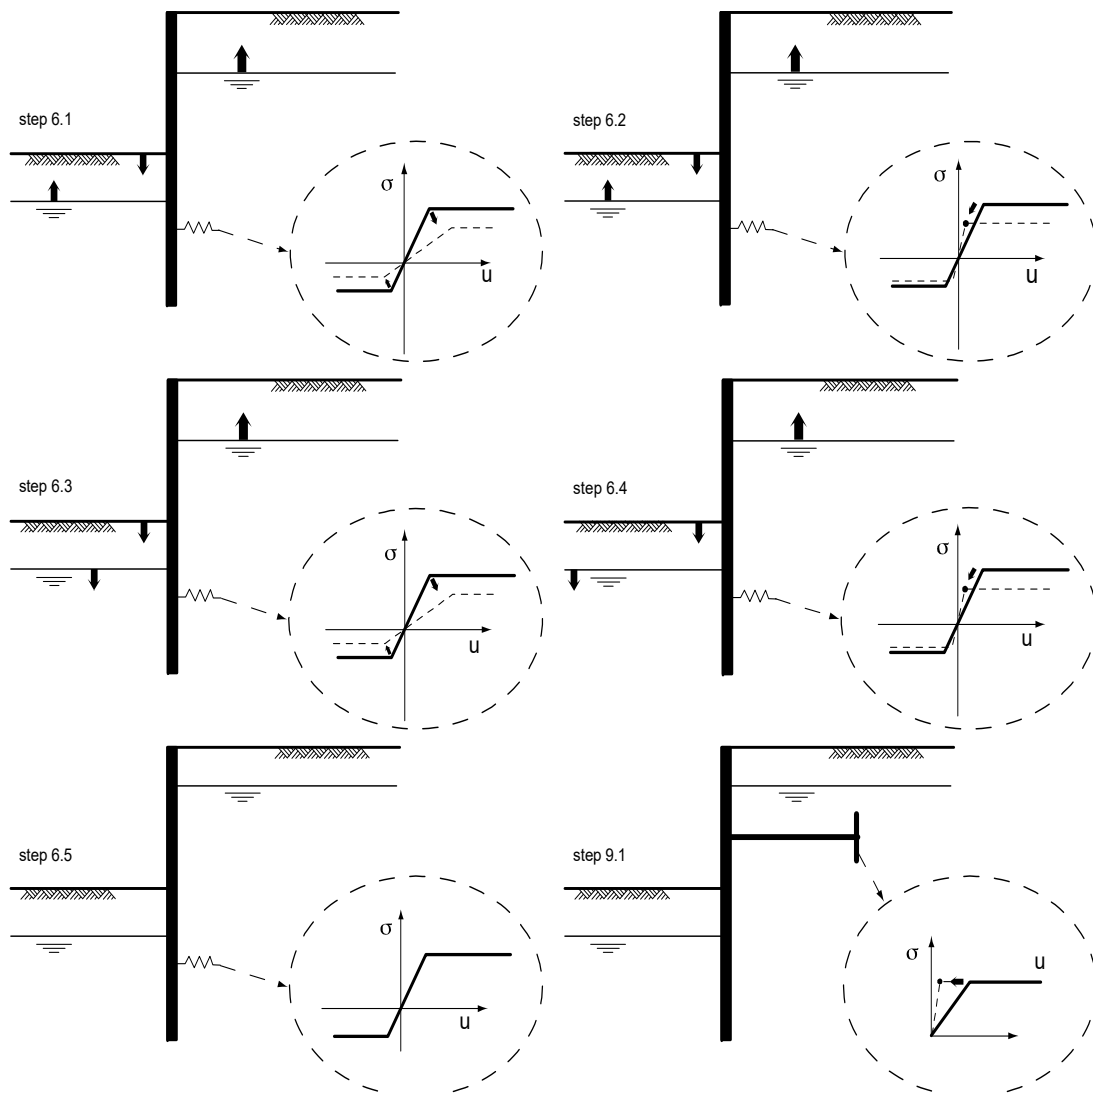 step 6.1
σ
u
step 6.2
σ
u
step 6.3
σ
u
step 6.4
σ
u
step 6.5
σ
u
step 9.1
σ
u